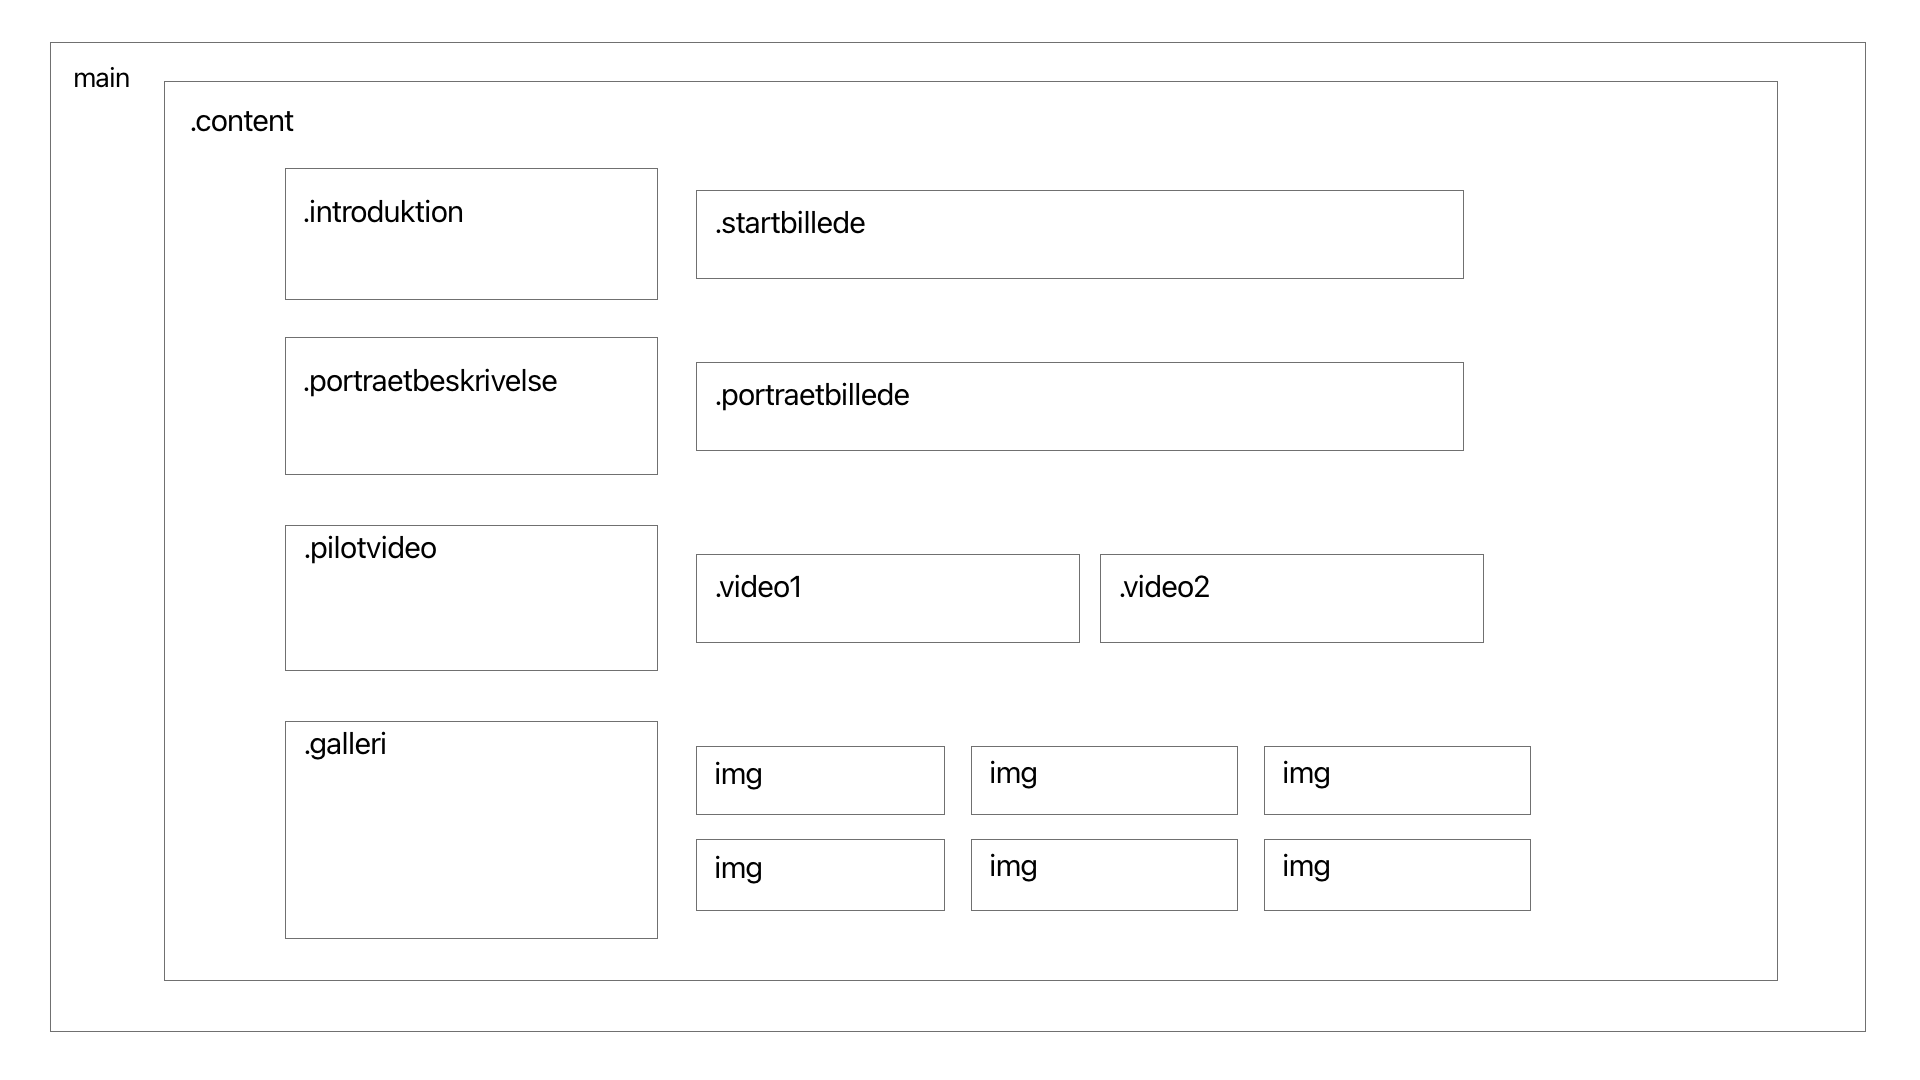 main
.content
.introduktion
.startbillede
.portraetbeskrivelse
.portraetbillede
.pilotvideo
.video1
.video2
.galleri
img
img
img
img
img
img